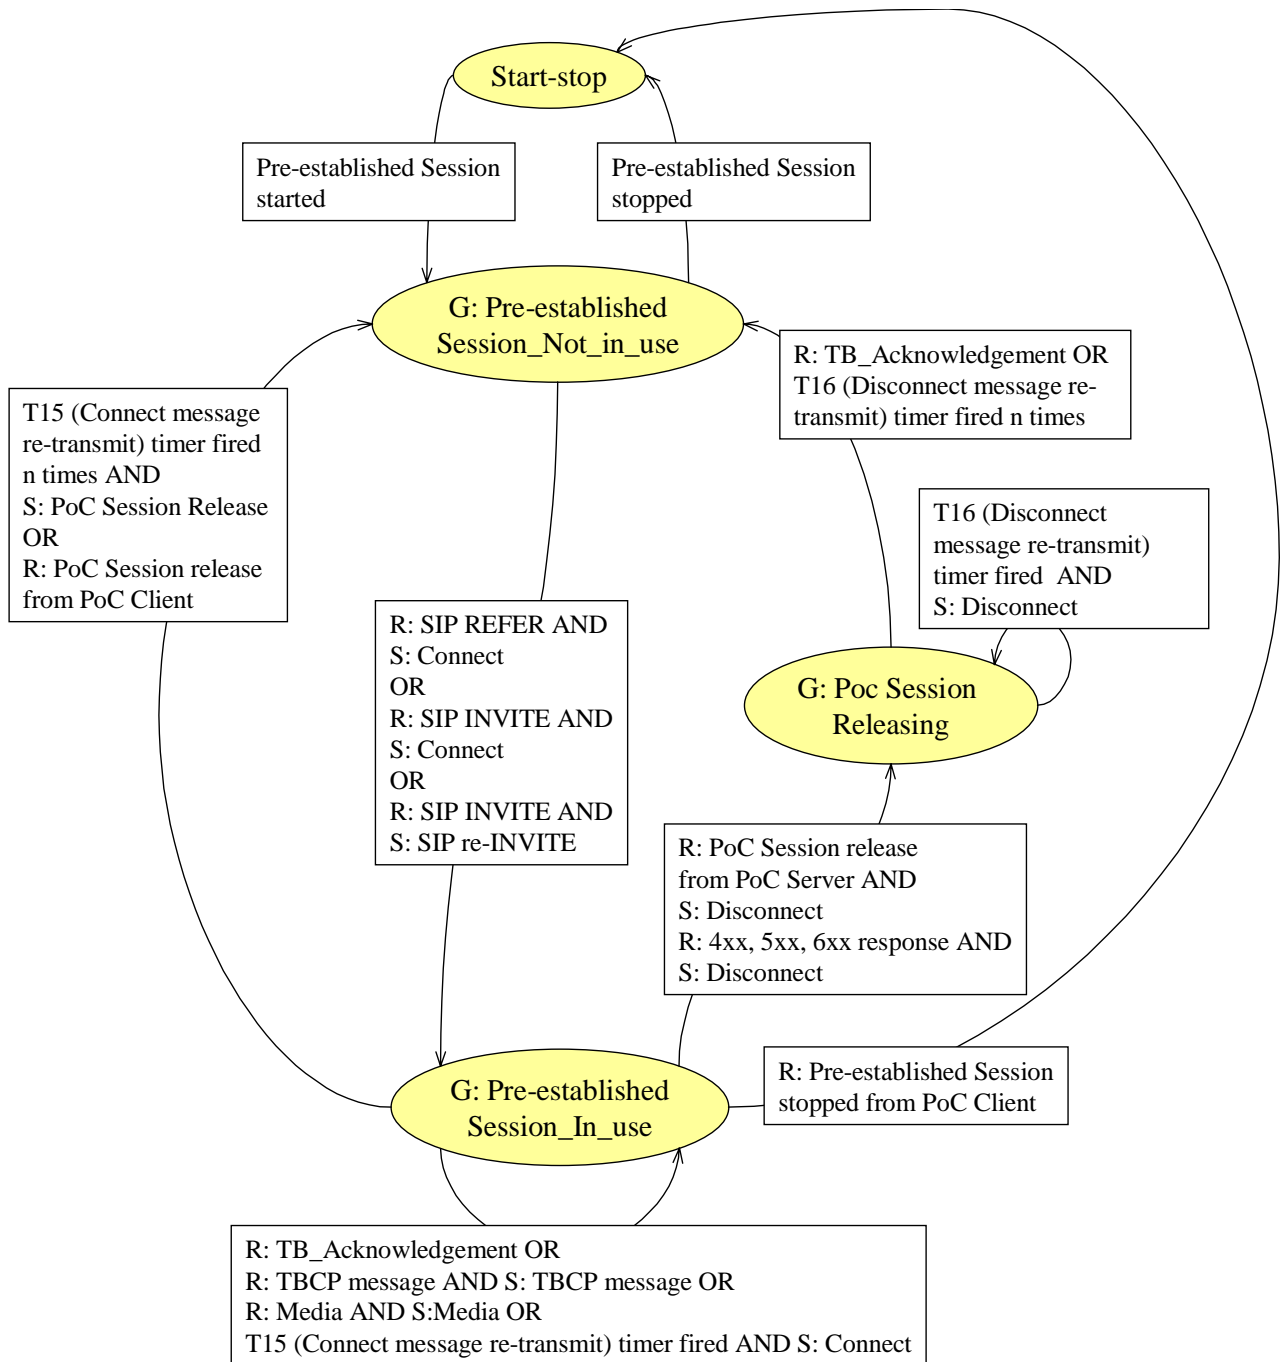 Start-stop
Pre-established Session
started
Pre-established Session
stopped
G: Pre-established
Session_Not_in_use
R: TB_Acknowledgement OR
T16 (Disconnect message re-
transmit) timer fired n times
T15 (Connect message
re-transmit) timer fired
n times AND
S: PoC Session Release
OR
R: PoC Session release
from PoC Client
T16 (Disconnect
message re-transmit)
timer fired  AND
S: Disconnect
R: SIP REFER AND
S: Connect
OR
R: SIP INVITE AND
S: Connect
OR
R: SIP INVITE AND
S: SIP re-INVITE
G: Poc Session
Releasing
R: PoC Session release
from PoC Server AND
S: Disconnect
R: 4xx, 5xx, 6xx response AND
S: Disconnect
R: Pre-established Session
stopped from PoC Client
G: Pre-established
Session_In_use
R: TB_Acknowledgement OR
R: TBCP message AND S: TBCP message OR
R: Media AND S:Media OR
T15 (Connect message re-transmit) timer fired AND S: Connect